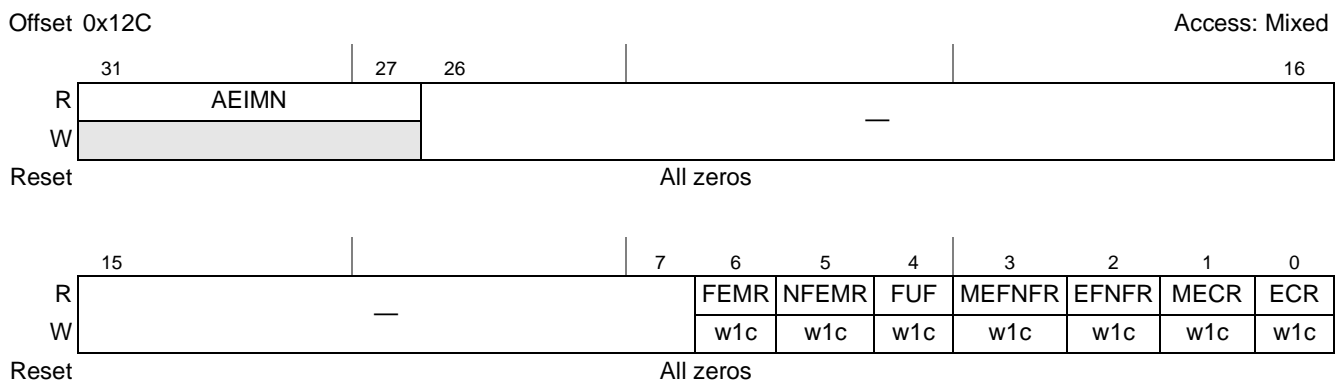 Offset 0x12C Access: Mixed
31 27 26 16
R AEIMN —
W
Reset All zeros
15 7 6 5 4 3 2 1 0
R — FEMR NFEMR FUF MEFNFR EFNFR MECR ECR
W w1c w1c w1c w1c w1c w1c w1c
Reset All zeros